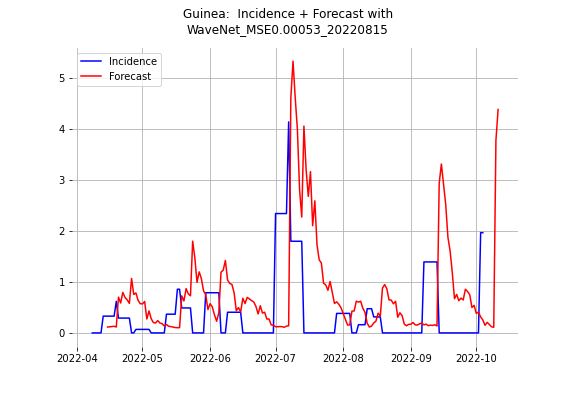 Guinea:  Incidence + Forecast with
WaveNet_MSE0.00053_20220815
Incidence
Forecast
5
4
3
2
1
0
2022-04 2022-05 2022-06 2022-07 2022-08 2022-09 2022-10